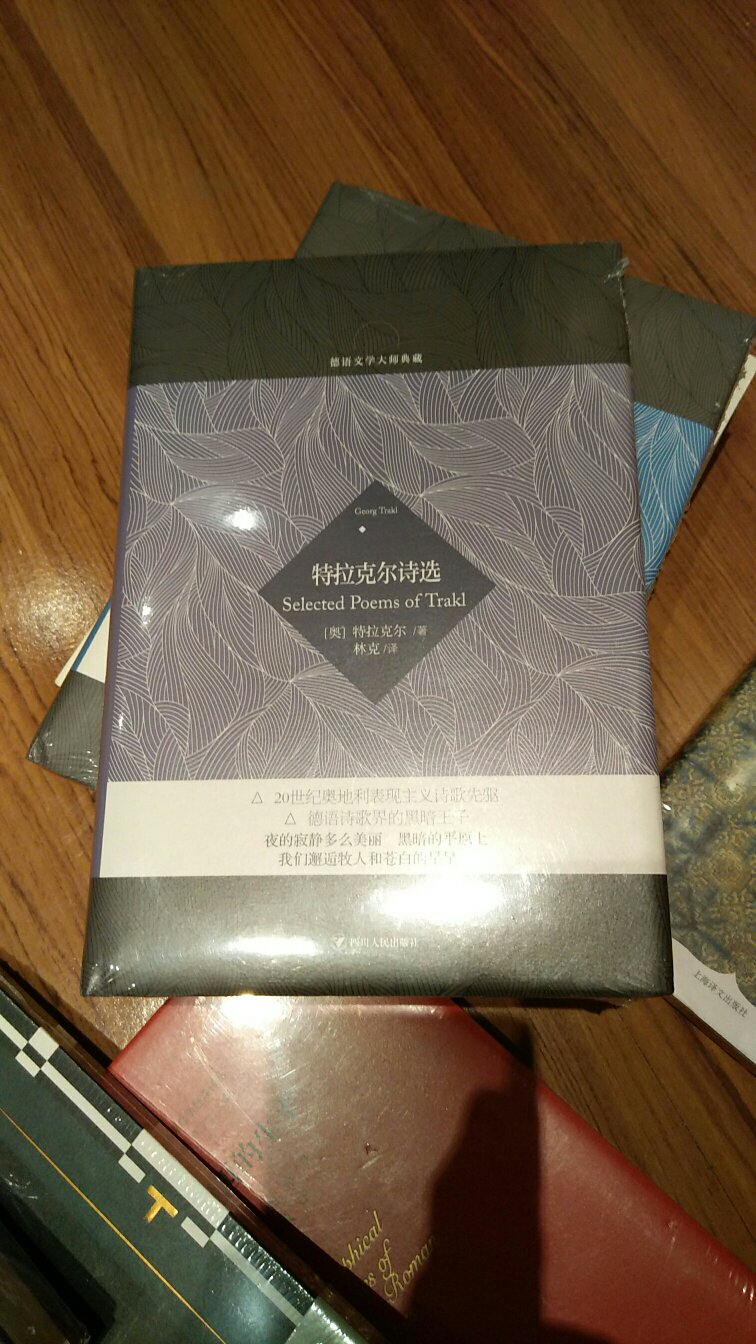 德语文学大师典藏
Georg Trakl
特拉克尔诗选
Selected Poems of Trakl
[奥] 特拉克尔 /著
林克 /译
△ 20世纪奥地利表现主义诗歌先驱
△ 德语诗歌界的黑暗王子
夜的寂静多么美丽 黑暗的平原上
我们邂逅牧人和苍白的星星
四川人民出版社
上海译文出版社
的
phical
s of
Roman
T